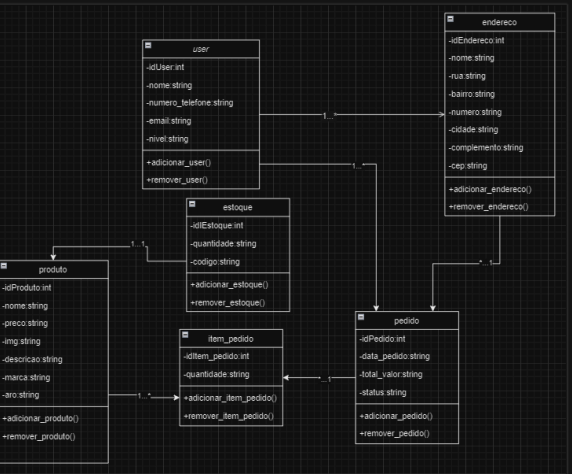 user
-idUser:int
-nome:string
-numero_telefone:string
-email:string
-nivel:string
+adicionar_user()
+remover_user()
endereco
-idEndereco:int
-nome:string
-rua:string
-bairro:string
-numero:string
-cidade:string
-complemento:string
-cep:string
+adicionar_endereco()
+remover_endereco()
1...*
1...*
estoque
-idEstoque:int
-quantidade:string
-codigo:string
+adicionar_estoque()
+remover_estoque()
1...1
*...1
produto
-idProduto:int
-nome:string
-preco:string
-img:string
-descricao:string
-marca:string
-aro:string
+adicionar_produto()
+remover_produto()
item_pedido
-idItem_pedido:int
-quantidade:string
+adicionar_item_pedido()
+remover_item_pedido()
1...*
*...1
pedido
-idPedido:int
-data_pedido:string
-total_valor:string
-status:string
+adicionar_pedido()
+remover_pedido()